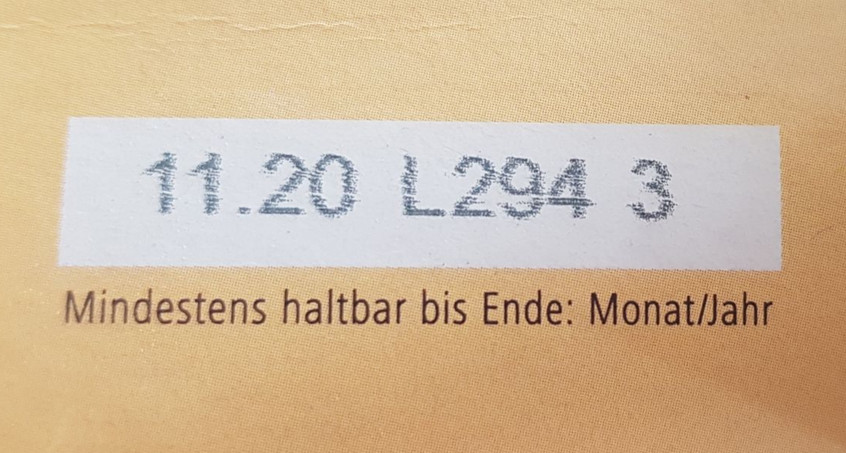 11.20 L294 3
Mindestens haltbar bis Ende: Monat/Jahr